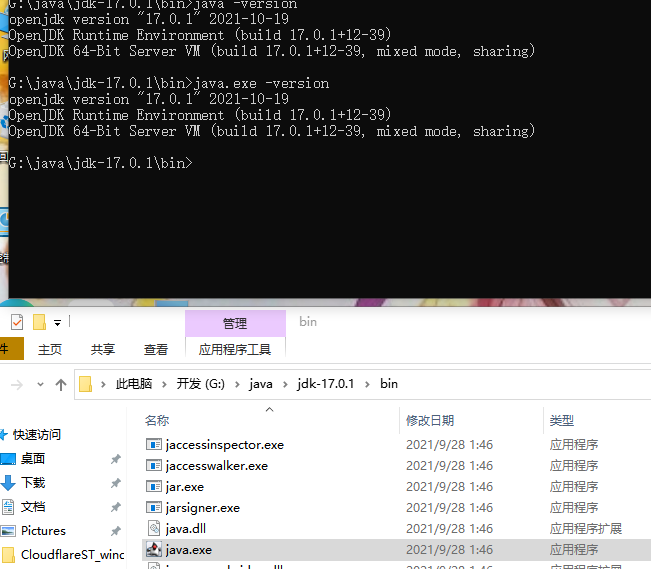 G:\java\jdk-17.0.1\bin>java -version
openjdk version "17.0.1" 2021-10-19
OpenJDK Runtime Environment (build 17.0.1+12-39)
OpenJDK 64-Bit Server VM (build 17.0.1+12-39, mixed mode, sharing)
G:\java\jdk-17.0.1\bin>java.exe -version
openjdk version "17.0.1" 2021-10-19
OpenJDK Runtime Environment (build 17.0.1+12-39)
OpenJDK 64-Bit Server VM (build 17.0.1+12-39, mixed mode, sharing)
G:\java\jdk-17.0.1\bin>
管理 bin
件 主页 共享 查看 应用程序工具
此电脑 > 开发 (G:) > java > jdk-17.0.1 > bin
名称 修改日期 类型
快速访问
jaccessinspector.exe 2021/9/28 1:46 应用程序
桌面 jaccesswalker.exe 2021/9/28 1:46 应用程序
下载 jar.exe 2021/9/28 1:46 应用程序
文档 jarsigner.exe 2021/9/28 1:46 应用程序
Pictures java.dll 2021/9/28 1:46 应用程序扩展
CloudflareST_winc java.exe 2021/9/28 1:46 应用程序